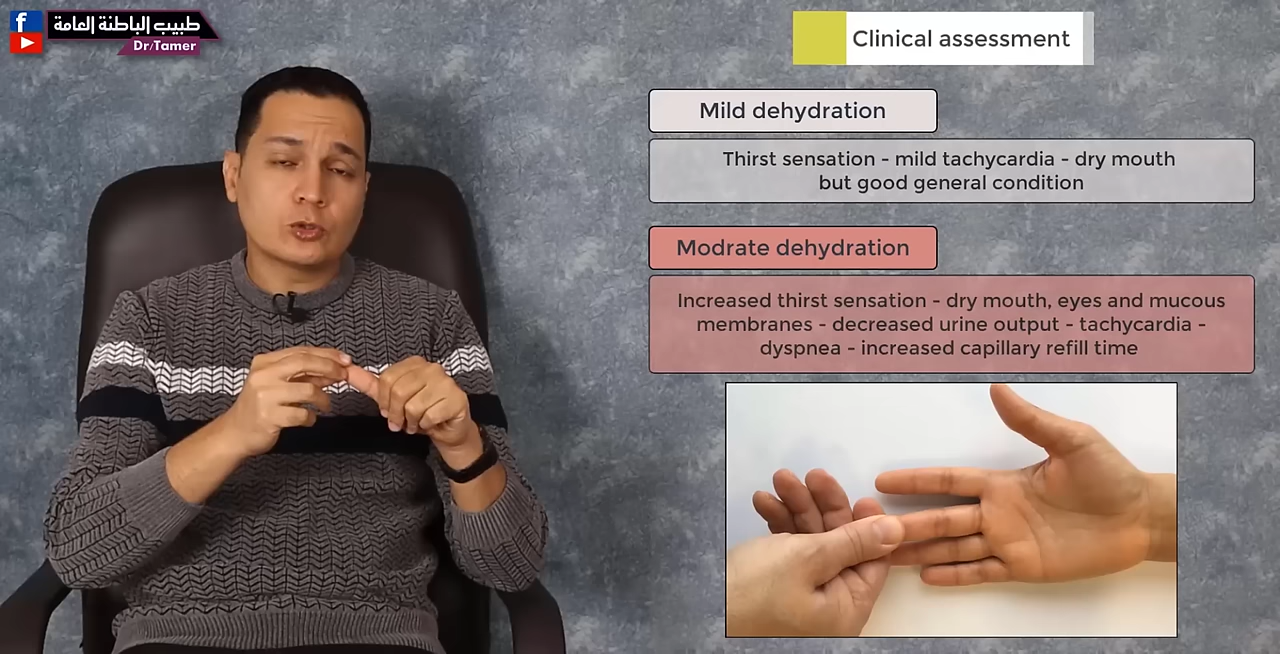 f
طبيب الباطنة العامة
Dr/Tamer
Clinical assessment
Mild dehydration
Thirst sensation - mild tachycardia - dry mouth
but good general condition
Modrate dehydration
Increased thirst sensation - dry mouth, eyes and mucous
membranes - decreased urine output - tachycardia -
dyspnea - increased capillary refill time